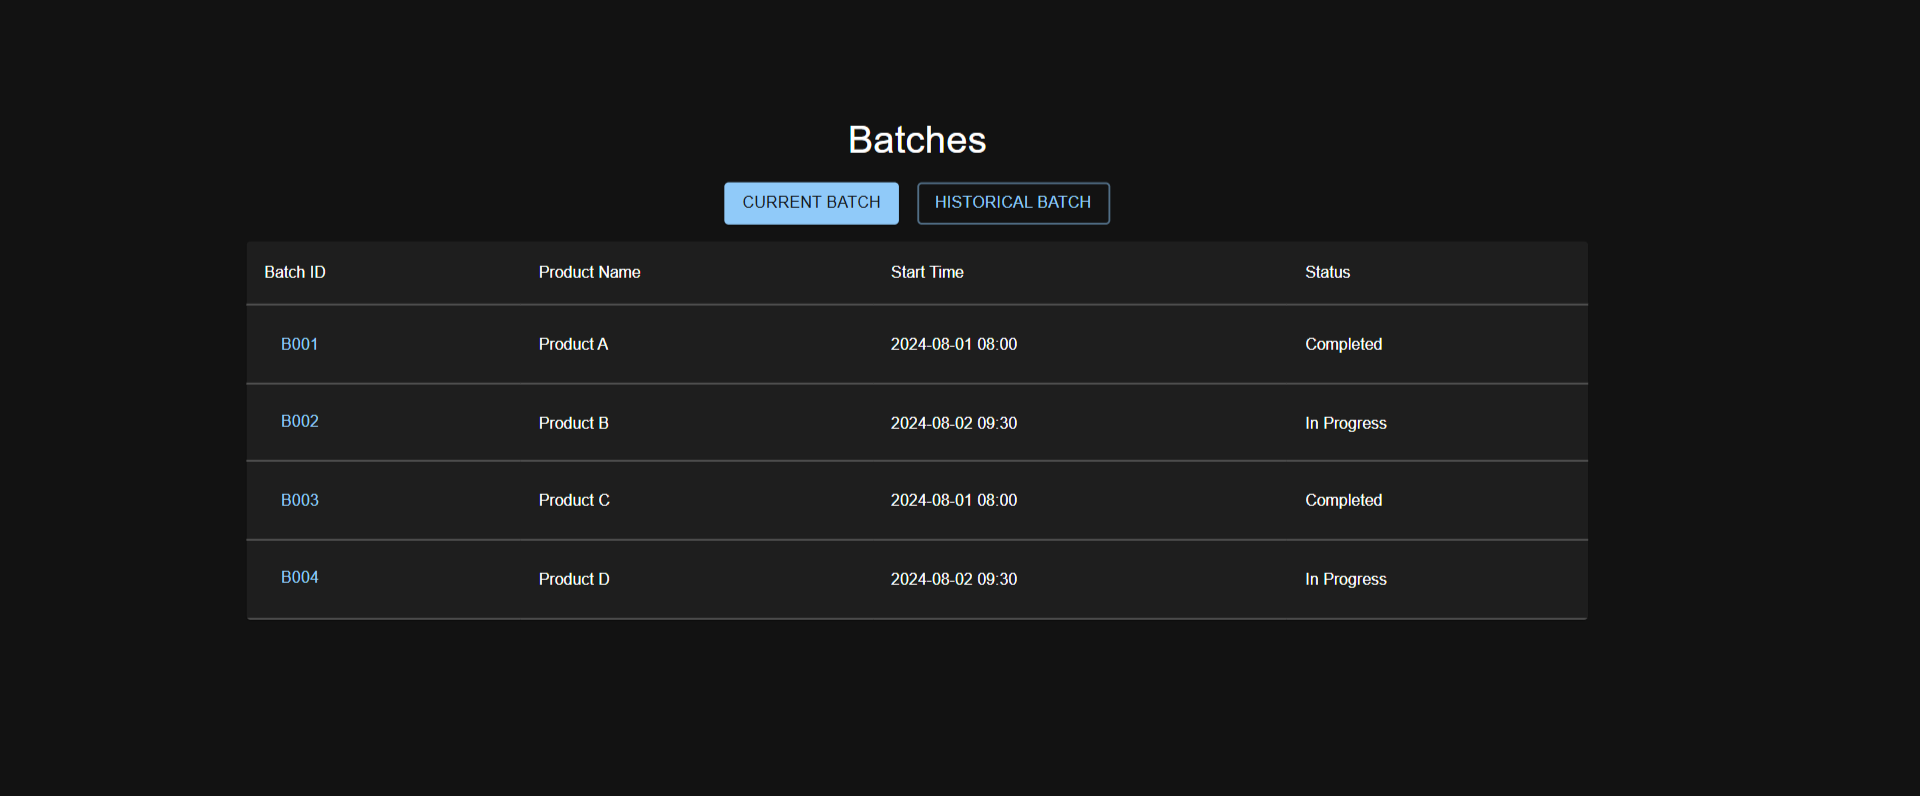 Batches
CURRENT BATCH HISTORICAL BATCH
Batch ID Product Name Start Time Status
B001 Product A 2024-08-01 08:00 Completed
B002 Product B 2024-08-02 09:30 In Progress
B003 Product C 2024-08-01 08:00 Completed
B004 Product D 2024-08-02 09:30 In Progress